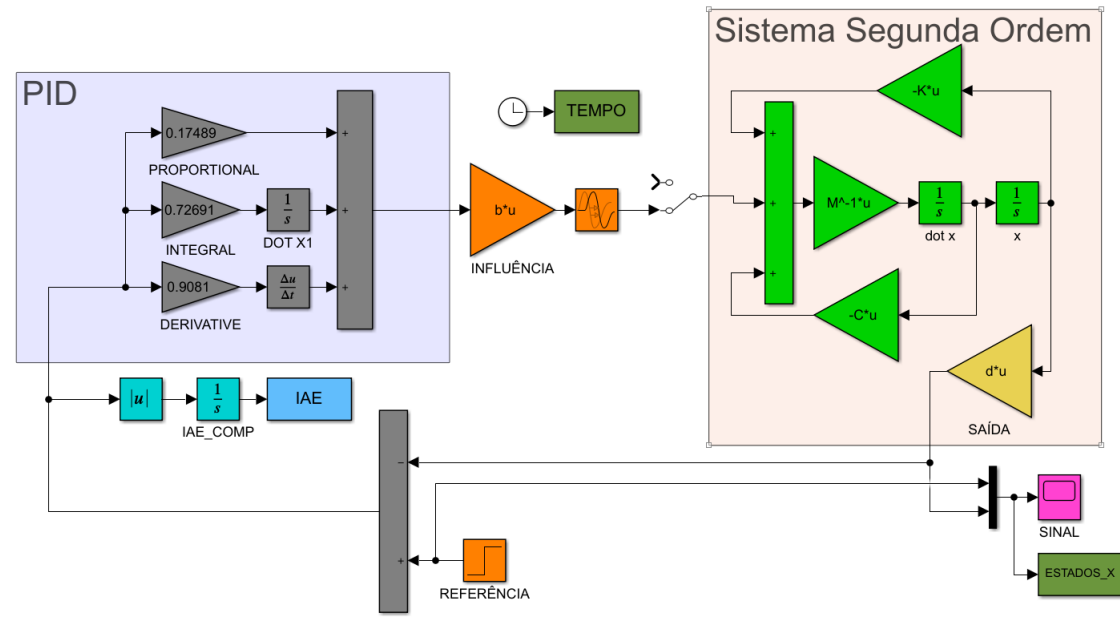 Sistema Segunda Ordem
PID
-K*u
TEMPO
+
+
0.17489
+
PROPORTIONAL
0.72691
1
s
+
b*u
+
M^-1*u
1
s
1
s
INTEGRAL
DOT X1
dot x
x
INFLUÊNCIA
+
0.9081
Δu
Δt
+
-C*u
DERIVATIVE
d*u
|u|
1
s
IAE
SAÍDA
IAE_COMP
−
SINAL
+
ESTADOS_X
REFERÊNCIA